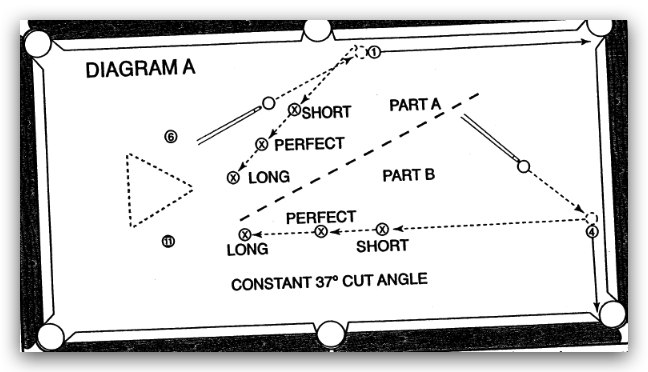 DIAGRAM A
1
SHORT
PART A
6
PERFECT
LONG
PART B
PERFECT
4
LONG
SHORT
11
CONSTANT 37° CUT ANGLE
X
X
X
X
X
X